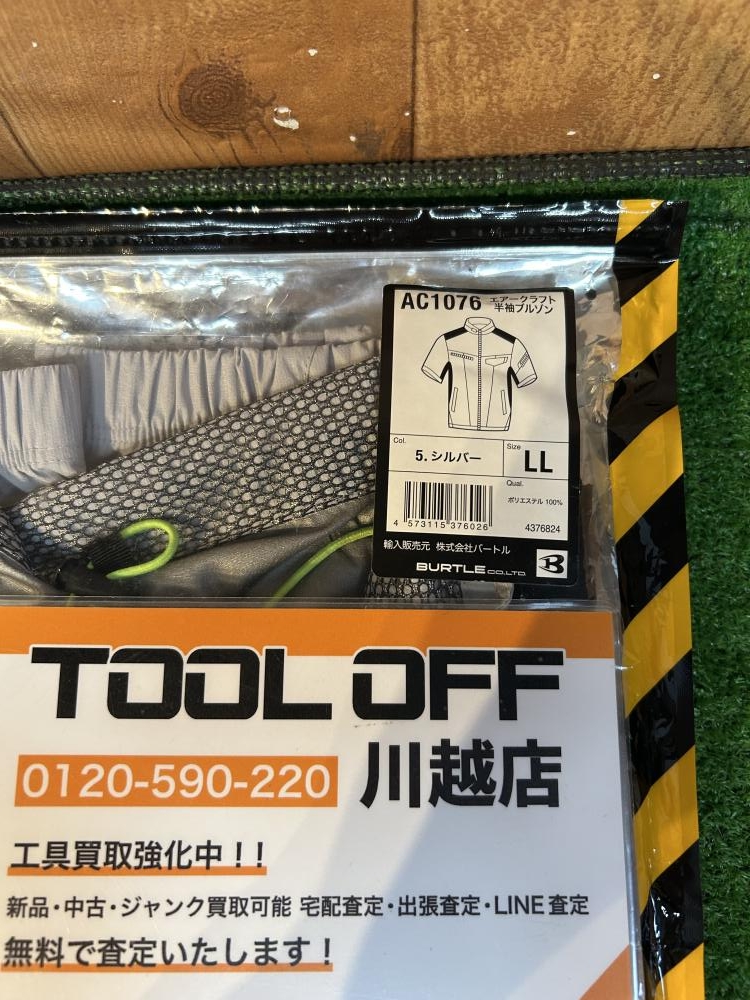 AC1076 エアークラフト
半袖ブルゾン
Col.
5. シルバー
Size
LL
Qual.
ポリエステル 100%
4 573115 376026
4376824
輸入販売元 株式会社バートル
BURTLE CO.,LTD.
TOOL OFF
0120-590-220 川越店
工具買取強化中!!
新品・中古・ジャンク買取可能 宅配査定・出張査定・LINE査定
無料で査定いたします!